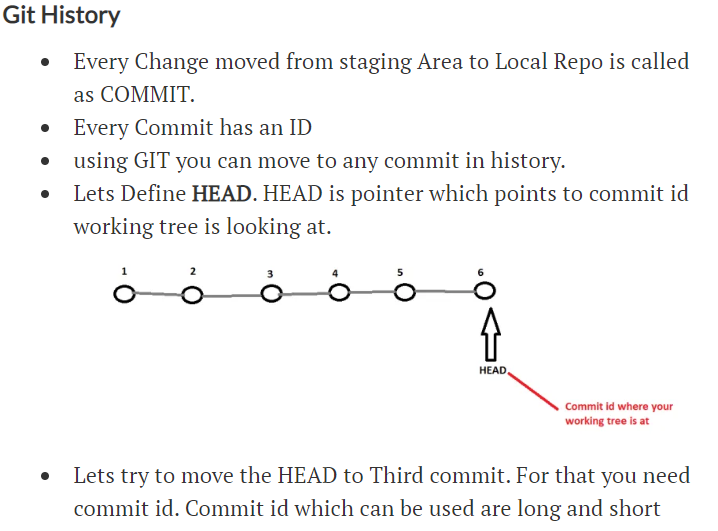 Git History
• Every Change moved from staging Area to Local Repo is called
as COMMIT.
• Every Commit has an ID
• using GIT you can move to any commit in history.
• Lets Define HEAD. HEAD is pointer which points to commit id
working tree is looking at.
1 2 3 4 5 6
HEAD
Commit id where your
working tree is at
• Lets try to move the HEAD to Third commit. For that you need
commit id. Commit id which can be used are long and short